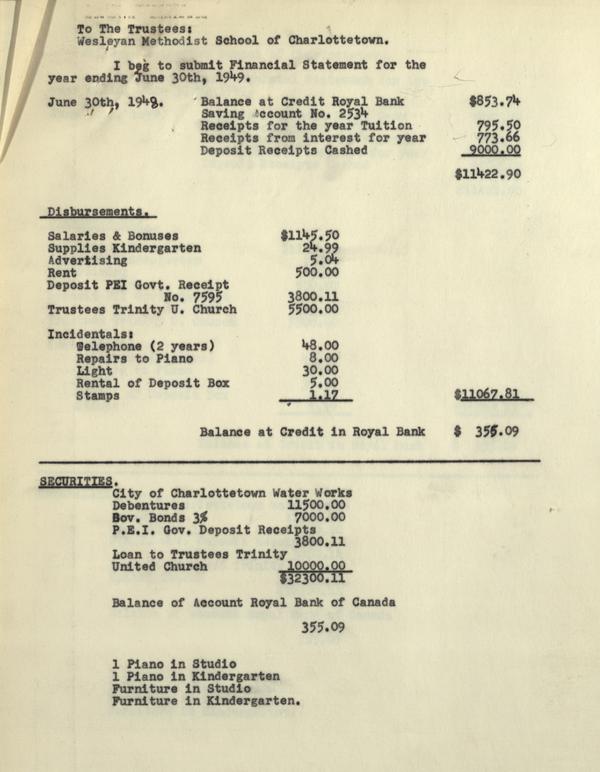 To The Trustees:
Wesleyan Methodist School of Charlottetown.
I beg to submit Financial Statement for the
year ending June 30th, 1949.
June 30th, 1948. Balance at Credit Royal Bank $853.74
Saving Account No. 2534
Receipts for the year Tuition 795.50
Receipts from interest for year 773.66
Deposit Receipts Cashed 9000.00
$11422.90
Disbursements.
Salaries & Bonuses $1145.50
Supplies Kindergarten 24.99
Advertising 5.04
Rent 500.00
Deposit PEI Govt. Receipt
No. 7595 3800.11
Trustees Trinity U. Church 5500.00
Incidentals:
Telephone (2 years) 48.00
Repairs to Piano 8.00
Light 30.00
Rental of Deposit Box 5.00
Stamps 1.17 $11067.81
Balance at Credit in Royal Bank $ 355.09
SECURITIES.
City of Charlottetown Water Works
Debentures 11500.00
Bov. Bonds 3% 7000.00
P.E.I. Gov. Deposit Receipts
3800.11
Loan to Trustees Trinity
United Church 10000.00
$32300.11
Balance of Account Royal Bank of Canada
355.09
1 Piano in Studio
1 Piano in Kindergarten
Furniture in Studio
Furniture in Kindergarten.